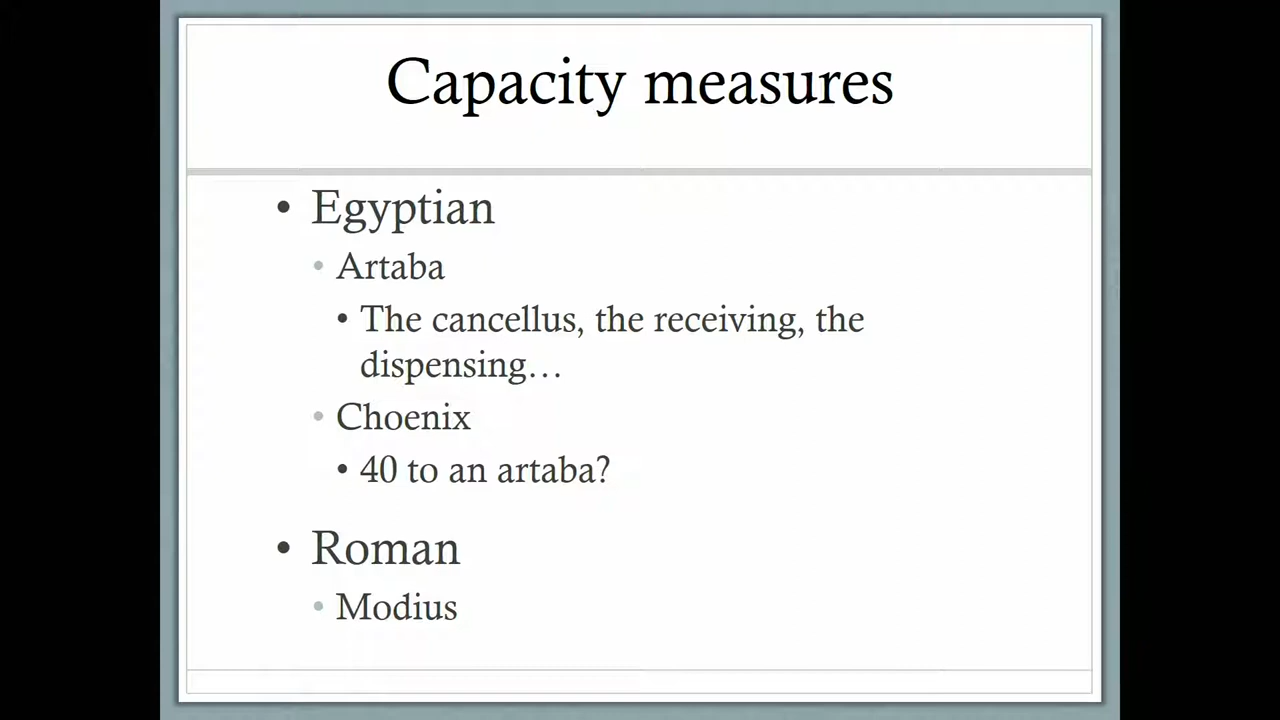 Capacity measures
• Egyptian
• Artaba
• The cancellus, the receiving, the
dispensing…
• Choenix
• 40 to an artaba?
• Roman
• Modius